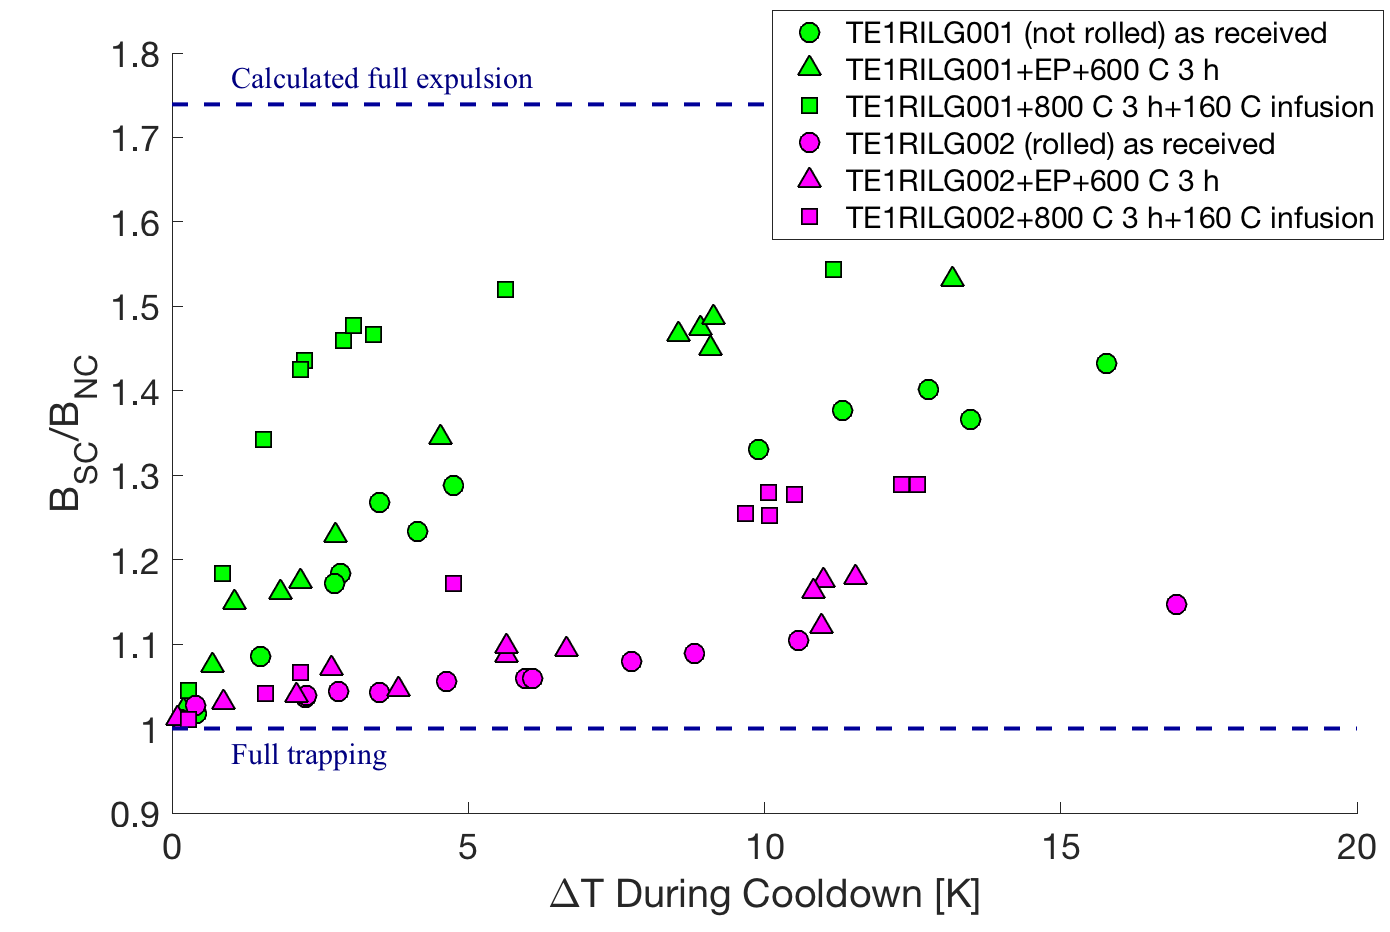 TE1RILG001 (not rolled) as received
TE1RILG001+EP+600 C 3 h
TE1RILG001+800 C 3 h+160 C infusion
TE1RILG002 (rolled) as received
TE1RILG002+EP+600 C 3 h
TE1RILG002+800 C 3 h+160 C infusion
1.8
Calculated full expulsion
1.7
1.6
1.5
1.4
1.3
1.2
1.1
1
Full trapping
0.9
B_SC/B_NC
0 5 10 15 20
ΔT During Cooldown [K]